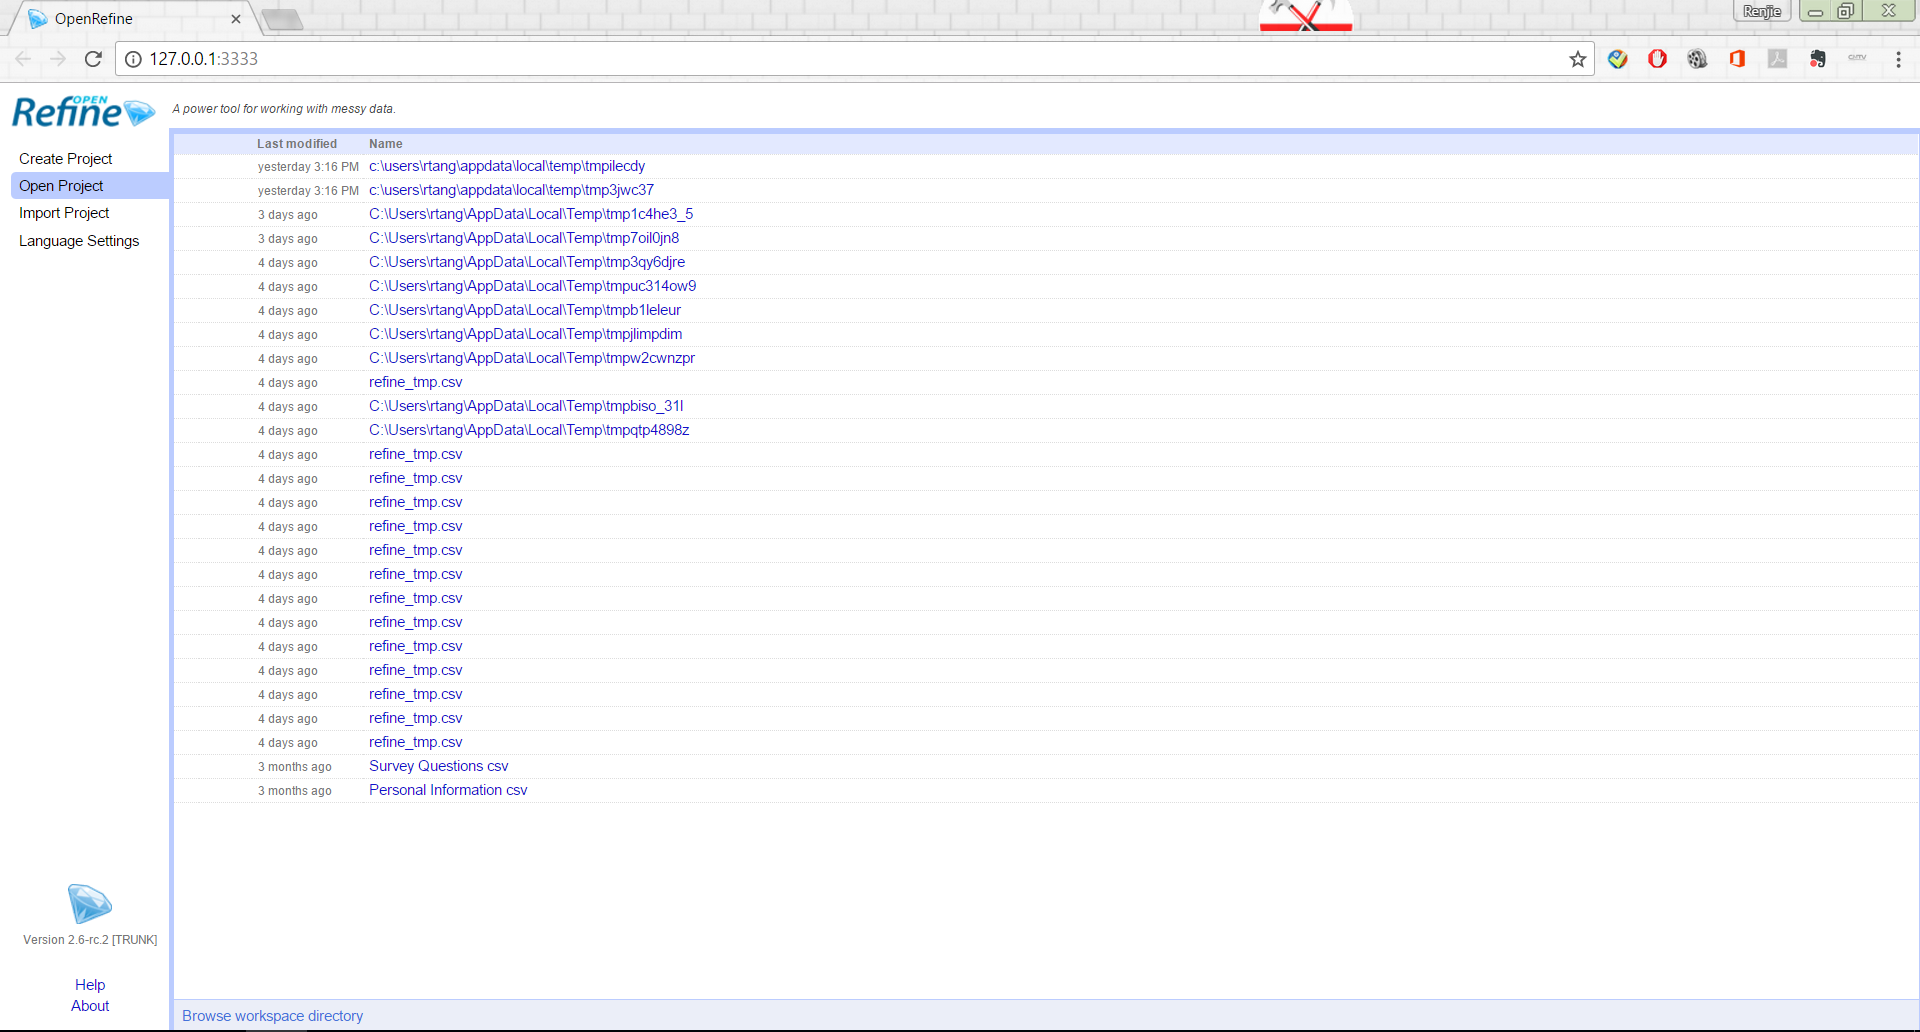 OpenRefine
Renjie
127.0.0.1:3333
OPEN
Refine
A power tool for working with messy data.
Create Project
Open Project
Import Project
Language Settings
Last modified Name
yesterday 3:16 PM c:\users\rtang\appdata\local\temp\tmpilecdy
yesterday 3:16 PM c:\users\rtang\appdata\local\temp\tmp3jwc37
3 days ago C:\Users\rtang\AppData\Local\Temp\tmp1c4he3_5
3 days ago C:\Users\rtang\AppData\Local\Temp\tmp7oil0jn8
4 days ago C:\Users\rtang\AppData\Local\Temp\tmp3qy6djre
4 days ago C:\Users\rtang\AppData\Local\Temp\tmpuc314ow9
4 days ago C:\Users\rtang\AppData\Local\Temp\tmpb1leleur
4 days ago C:\Users\rtang\AppData\Local\Temp\tmpjlimpdim
4 days ago C:\Users\rtang\AppData\Local\Temp\tmpw2cwnzpr
4 days ago refine_tmp.csv
4 days ago C:\Users\rtang\AppData\Local\Temp\tmpbiso_31l
4 days ago C:\Users\rtang\AppData\Local\Temp\tmpqtp4898z
4 days ago refine_tmp.csv
4 days ago refine_tmp.csv
4 days ago refine_tmp.csv
4 days ago refine_tmp.csv
4 days ago refine_tmp.csv
4 days ago refine_tmp.csv
4 days ago refine_tmp.csv
4 days ago refine_tmp.csv
4 days ago refine_tmp.csv
4 days ago refine_tmp.csv
4 days ago refine_tmp.csv
4 days ago refine_tmp.csv
4 days ago refine_tmp.csv
3 months ago Survey Questions csv
3 months ago Personal Information csv
Version 2.6-rc.2 [TRUNK]
Help
About
Browse workspace directory